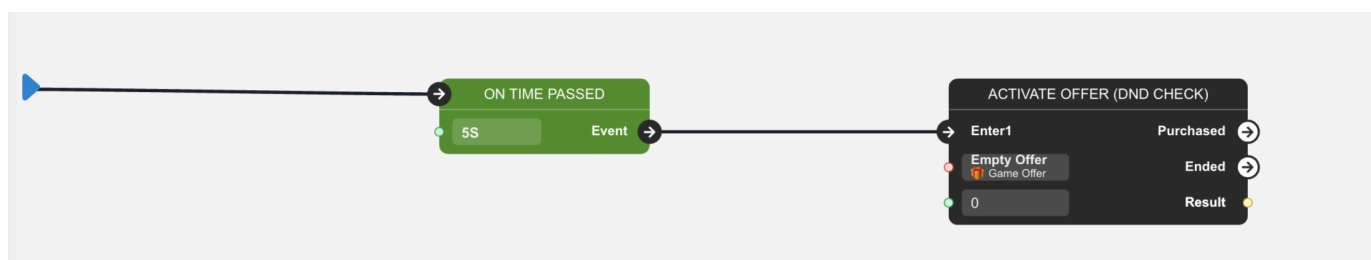 ON TIME PASSED
5S
Event
ACTIVATE OFFER (DND CHECK)
Enter1
Purchased
Empty Offer
Game Offer
Ended
0
Result